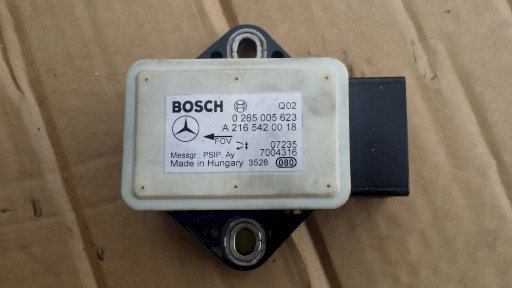 BOSCH Q02
0 265 005 623
A 216 542 00 18
FOV 07235
Messgr.: PSIP, Ay 7004316
Made in Hungary 3528 080